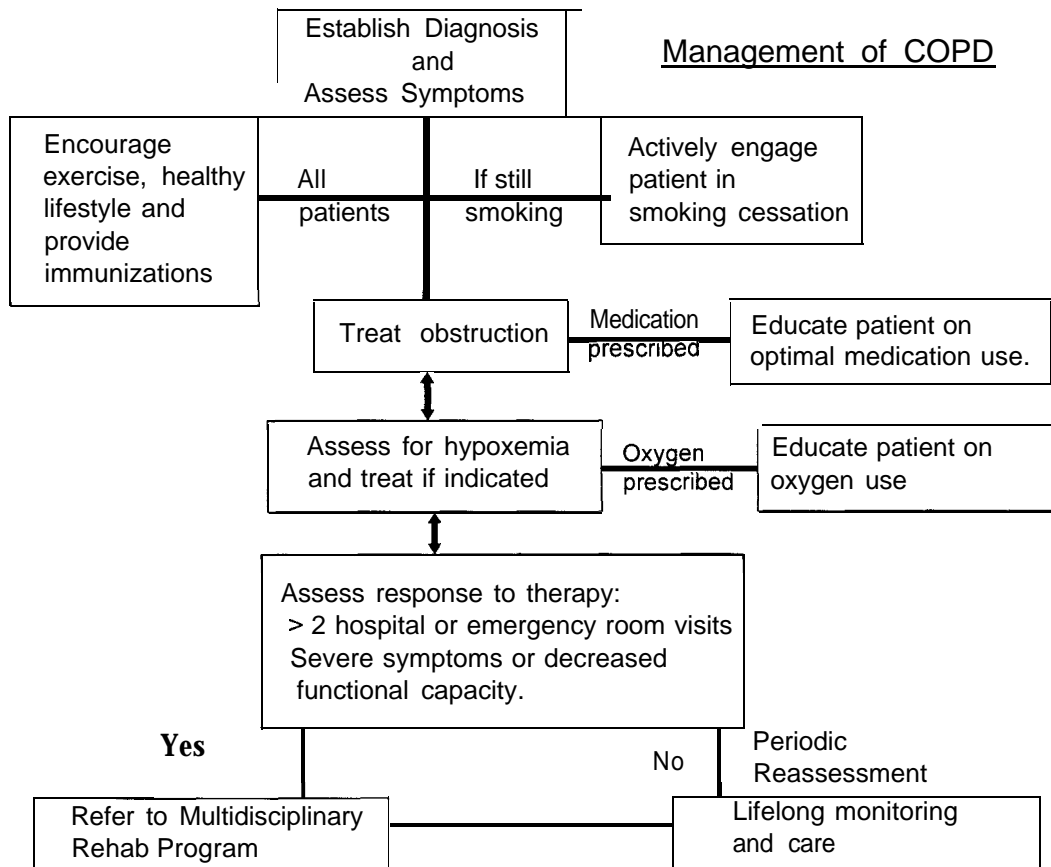 Establish Diagnosis
and
Assess Symptoms
Management of COPD
Encourage
exercise, healthy
lifestyle and
provide
immunizations
All
patients
If still
smoking
Actively engage
patient in
smoking cessation
Treat obstruction
Medication
prescribed
Educate patient on
optimal medication use.
Assess for hypoxemia
and treat if indicated
Oxygen
prescribed
Educate patient on
oxygen use
Assess response to therapy:
> 2 hospital or emergency room visits
Severe symptoms or decreased
functional capacity.
Yes
No
Periodic
Reassessment
Refer to Multidisciplinary
Rehab Program
Lifelong monitoring
and care